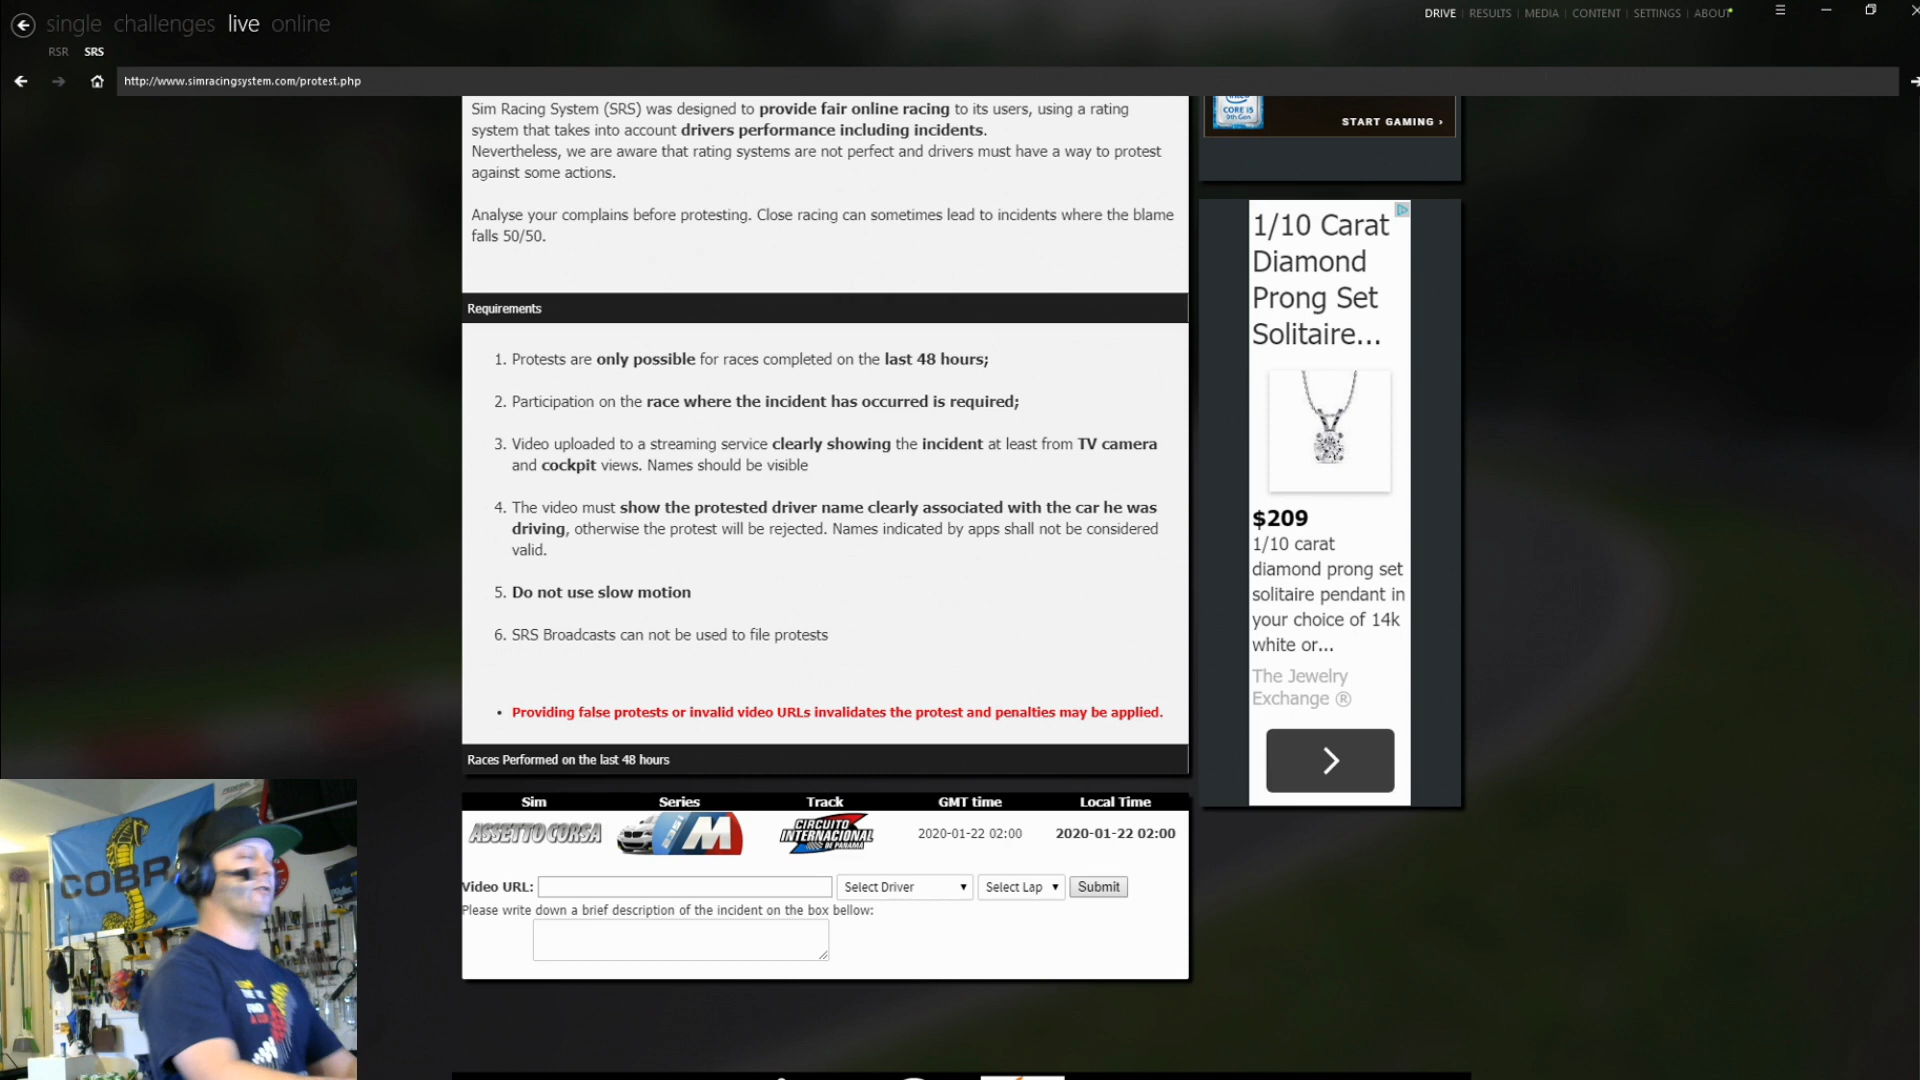 single challenges live online
DRIVE | RESULTS | MEDIA | CONTENT | SETTINGS | ABOUT
RSR SRS
http://www.simracingsystem.com/protest.php
Sim Racing System (SRS) was designed to provide fair online racing to its users, using a rating
system that takes into account drivers performance including incidents.
Nevertheless, we are aware that rating systems are not perfect and drivers must have a way to protest
against some actions.
Analyse your complains before protesting. Close racing can sometimes lead to incidents where the blame
falls 50/50.
Requirements
1. Protests are only possible for races completed on the last 48 hours;
2. Participation on the race where the incident has occurred is required;
3. Video uploaded to a streaming service clearly showing the incident at least from TV camera
and cockpit views. Names should be visible
4. The video must show the protested driver name clearly associated with the car he was
driving, otherwise the protest will be rejected. Names indicated by apps shall not be considered
valid.
5. Do not use slow motion
6. SRS Broadcasts can not be used to file protests
• Providing false protests or invalid video URLs invalidates the protest and penalties may be applied.
Races Performed on the last 48 hours
Sim Series Track GMT time Local Time
ASSETTO CORSA M235i M CIRCUITO INTERNACIONAL DE PANAMA 2020-01-22 02:00 2020-01-22 02:00
Video URL: Select Driver Select Lap Submit
Please write down a brief description of the incident on the box bellow:
CORE i5
9th Gen
START GAMING ›
1/10 Carat
Diamond
Prong Set
Solitaire...
$209
1/10 carat
diamond prong set
solitaire pendant in
your choice of 14k
white or...
The Jewelry
Exchange ®
COBR